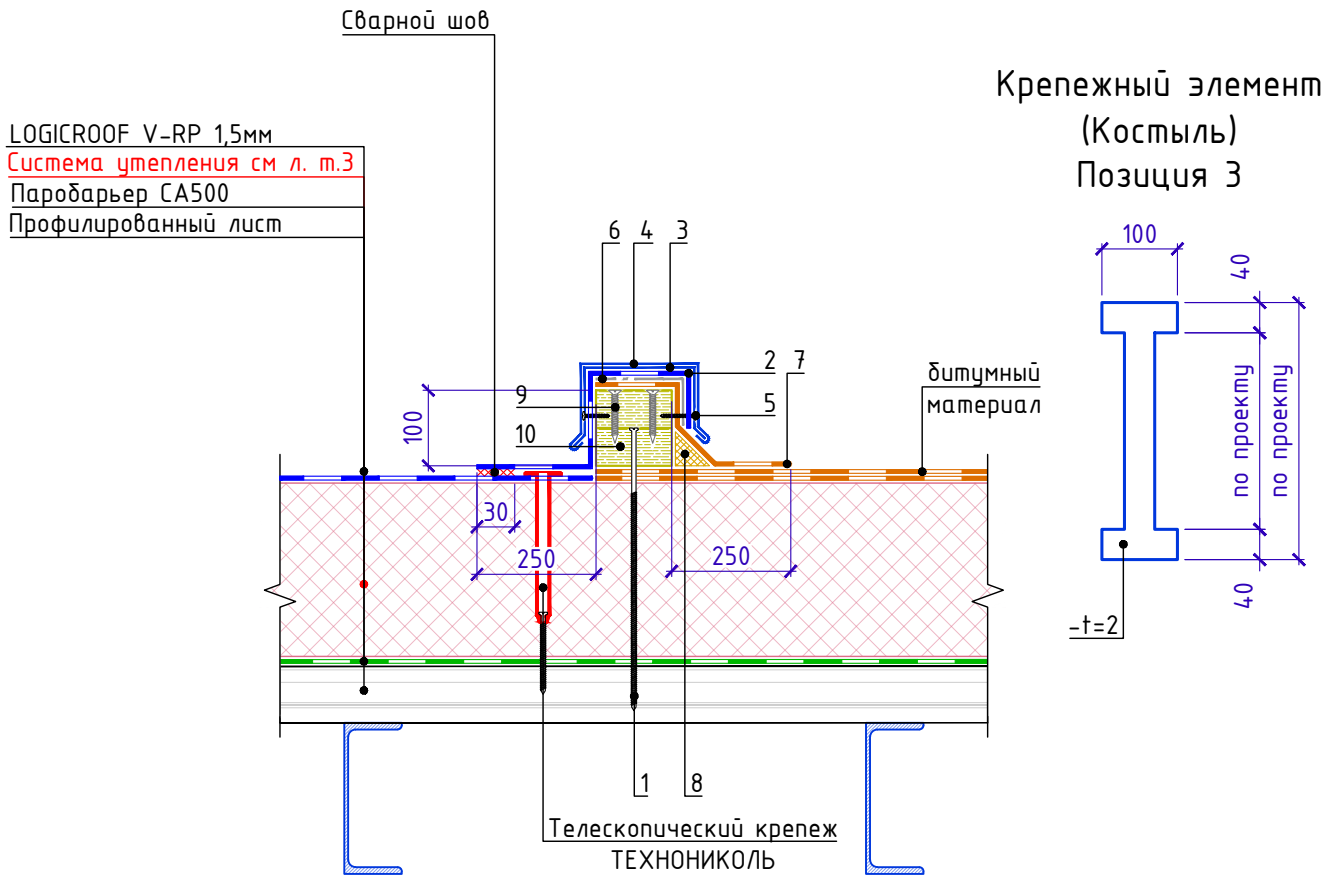 Сварной шов
LOGICROOF V-RP 1,5мм
Система утепления см л. т.3
Паробарьер СА500
Профилированный лист
Крепежный элемент
(Костыль)
Позиция 3
6 4 3
2 7
9
5
10
100
битумный
материал
30
250
250
1 8
Телескопический крепеж
ТЕХНОНИКОЛЬ
100
40
по проекту
по проекту
40
-t=2